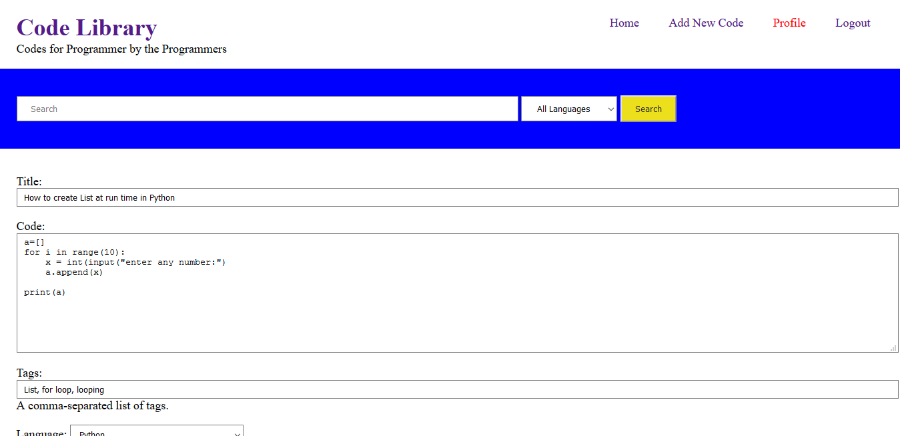 Code Library
Codes for Programmer by the Programmers
Home Add New Code Profile Logout
Search All Languages Search
Title:
How to create List at run time in Python
Code:
a=[]
for i in range(10):
    x = int(input("enter any number:")
    a.append(x)
print(a)
Tags:
List, for loop, looping
A comma-separated list of tags.
Language: Python